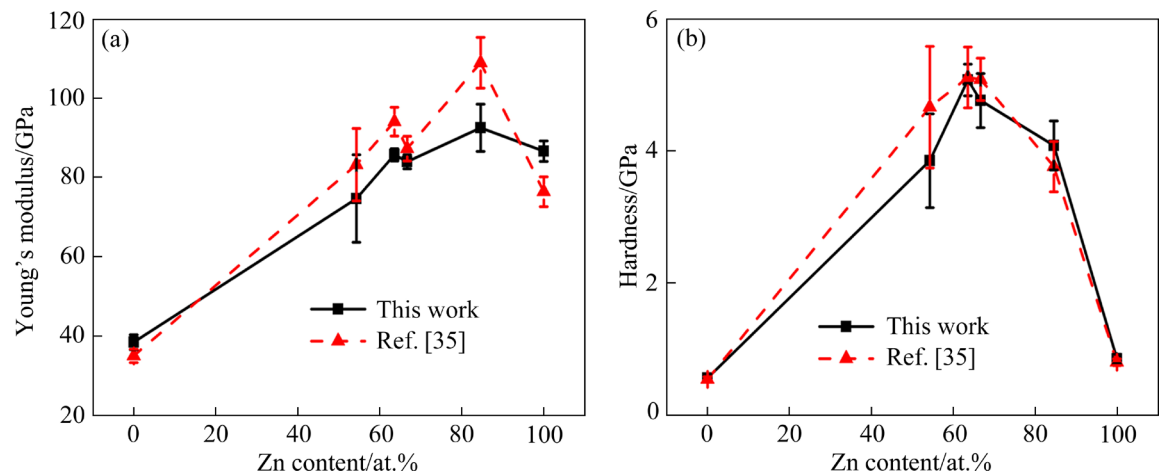 (a)
120
100
80
60
40
20
Young's modulus/GPa
This work
Ref. [35]
0 20 40 60 80 100
Zn content/at.%
(b)
6
4
2
0
Hardness/GPa
This work
Ref. [35]
0 20 40 60 80 100
Zn content/at.%